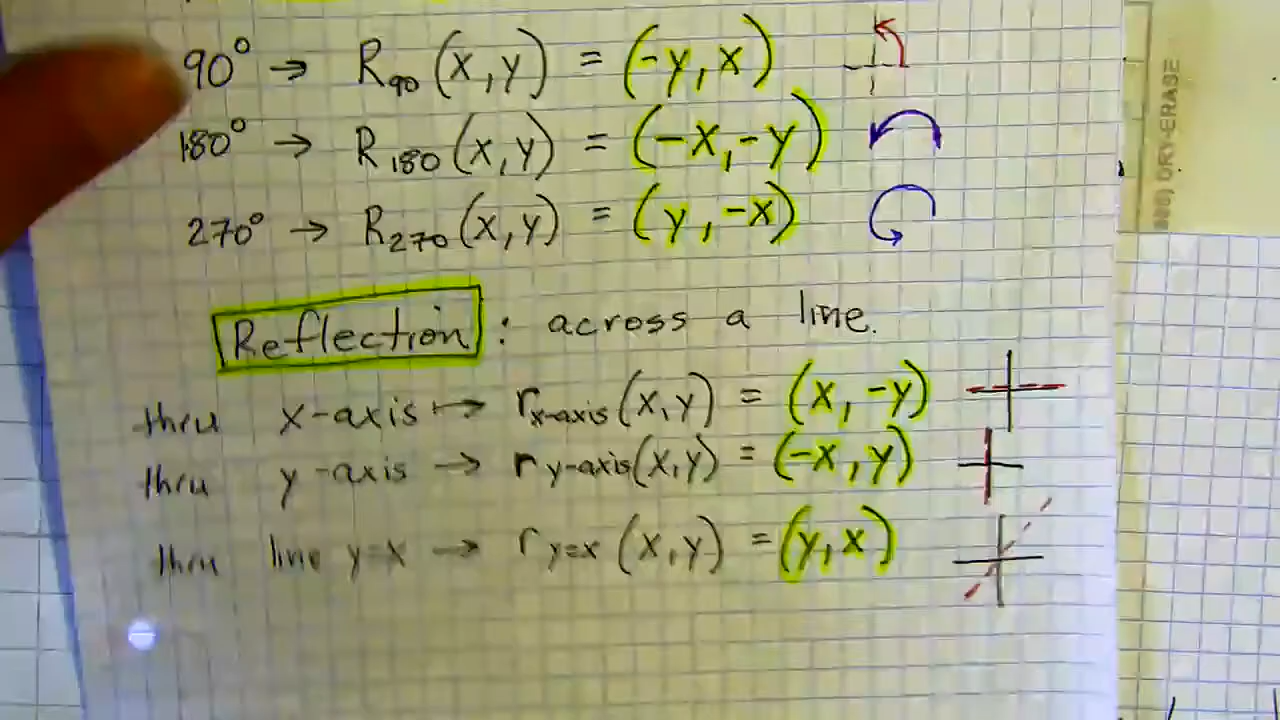 90° → R90 (x,y) = (-y, x)
180° → R180 (x,y) = (-x,-y)
270° → R270 (x,y) = (y,-x)
Reflection : across a line.
thru x-axis ↦ rx-axis (x,y) = (x,-y)
thru y-axis → ry-axis (x,y) = (-x,y)
thru line y=x → ry=x (x,y) = (y,x)
DRY-ERASE